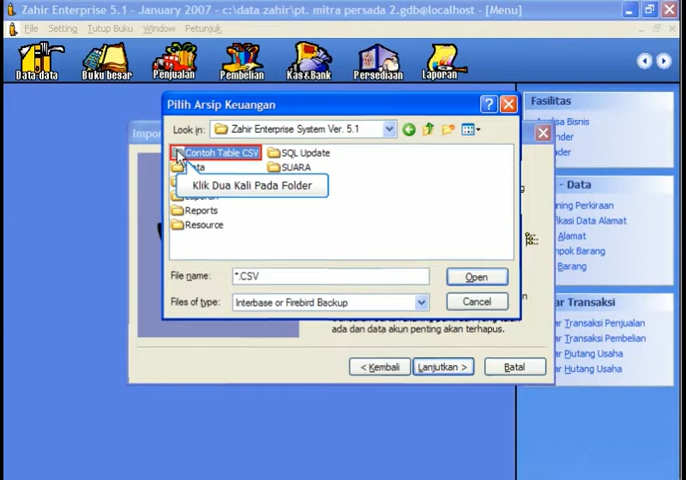 Zahir Enterprise 5.1 - January 2007 - c:\data zahir\pt. mitra persada 2.gdb@localhost - [Menu]
File Setting Tutup Buku Window Petunjuk
Data-data Buku besar Penjualan Pembelian Kas&Bank Persediaan Laporan
Pilih Arsip Keuangan
Look in: Zahir Enterprise System Ver. 5.1
Contoh Table CSV SQL Update
SUARA
Klik Dua Kali Pada Folder
Reports
Resource
File name: *.CSV Open
Files of type: Interbase or Firebird Backup Cancel
ada dan data akun penting akan terhapus.
< Kembali Lanjutkan > Batal
Fasilitas
Bisnis
- Data
Alamat
Barang
Transaksi Penjualan
Transaksi Pembelian
Piutang Usaha
Hutang Usaha